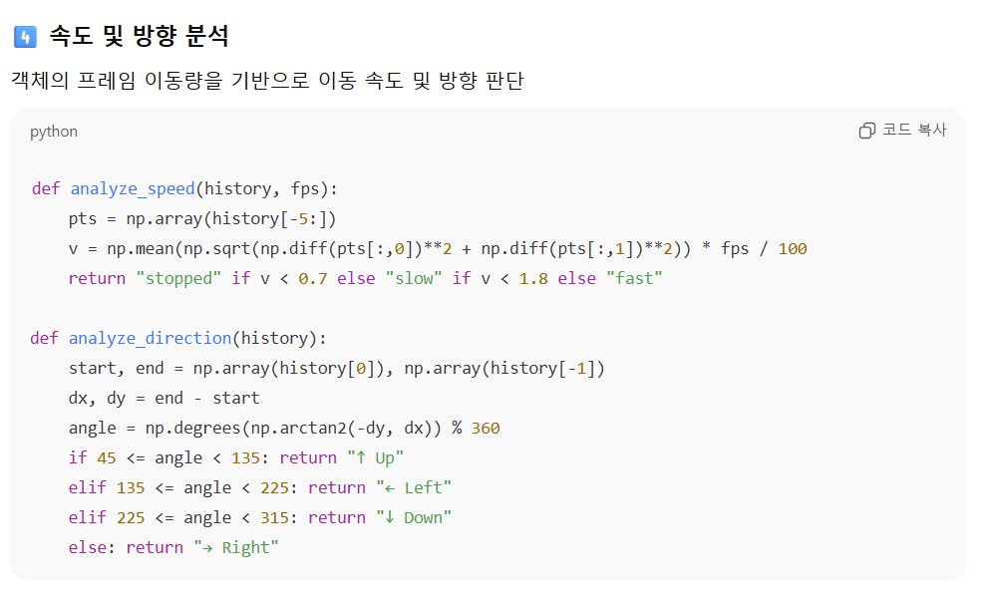 4 속도 및 방향 분석
객체의 프레임 이동량을 기반으로 이동 속도 및 방향 판단
python
코드 복사
def analyze_speed(history, fps):
    pts = np.array(history[-5:])
    v = np.mean(np.sqrt(np.diff(pts[:,0])**2 + np.diff(pts[:,1])**2)) * fps / 100
    return "stopped" if v < 0.7 else "slow" if v < 1.8 else "fast"

def analyze_direction(history):
    start, end = np.array(history[0]), np.array(history[-1])
    dx, dy = end - start
    angle = np.degrees(np.arctan2(-dy, dx)) % 360
    if 45 <= angle < 135: return "↑ Up"
    elif 135 <= angle < 225: return "← Left"
    elif 225 <= angle < 315: return "↓ Down"
    else: return "→ Right"